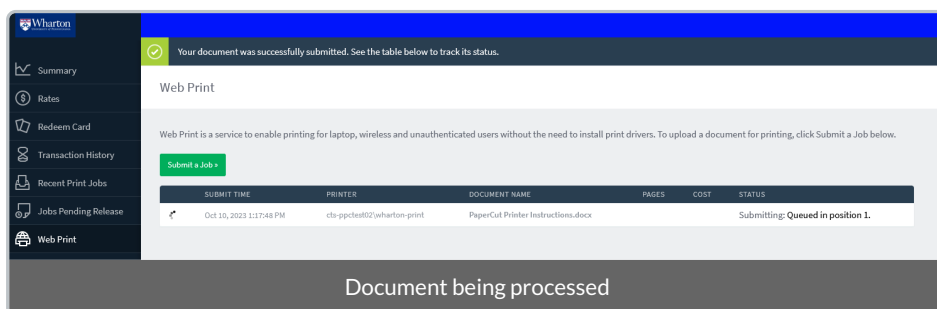 Wharton
Your document was successfully submitted. See the table below to track its status.
Summary
Rates
Redeem Card
Transaction History
Recent Print Jobs
Jobs Pending Release
Web Print
Web Print
Web Print is a service to enable printing for laptop, wireless and unauthenticated users without the need to install print drivers. To upload a document for printing, click Submit a Job below.
Submit a Job »
SUBMIT TIME PRINTER DOCUMENT NAME PAGES COST STATUS
Oct 10, 2023 1:17:48 PM cts-ppctest02\wharton-print PaperCut Printer Instructions.docx Submitting: Queued in position 1.
Document being processed